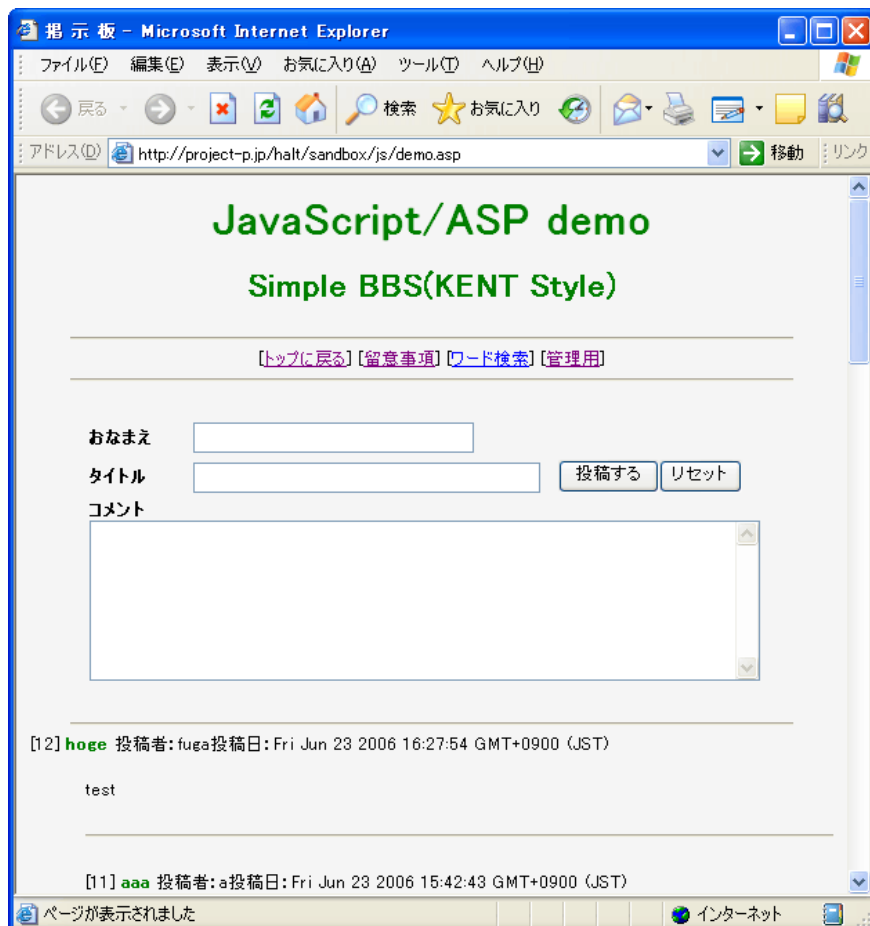 掲 示 板 - Microsoft Internet Explorer
ファイル(F) 編集(E) 表示(V) お気に入り(A) ツール(T) ヘルプ(H)
戻る 検索 お気に入り
アドレス(D) http://project-p.jp/halt/sandbox/js/demo.asp 移動 リンク
JavaScript/ASP demo
Simple BBS(KENT Style)
[トップに戻る] [留意事項] [ワード検索] [管理用]
おなまえ
タイトル 投稿する リセット
コメント
[12] hoge 投稿者:fuga投稿日:Fri Jun 23 2006 16:27:54 GMT+0900 (JST)
test
[11] aaa 投稿者:a投稿日:Fri Jun 23 2006 15:42:43 GMT+0900 (JST)
ページが表示されました インターネット